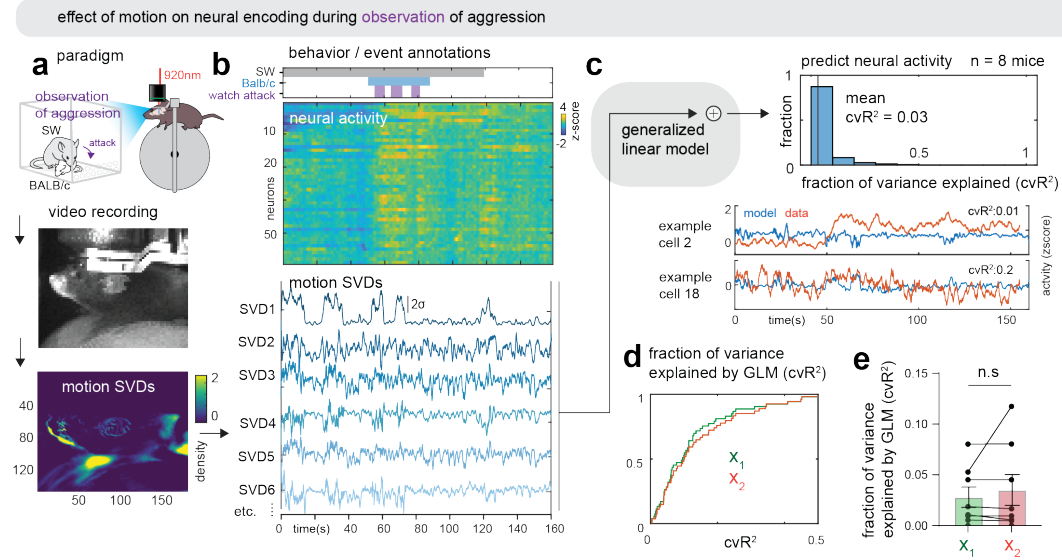 effect of motion on neural encoding during observation of aggression
a
paradigm
920nm
observation
of aggression
SW
attack
BALB/c
video recording
motion SVDs
40
80
120
50
100
150
2
0
density
b
behavior / event annotations
SW
Balb/c
watch attack
neural activity
10
20
neurons
50
4
-2
z-score
motion SVDs
2σ
SVD1
SVD2
SVD3
SVD4
SVD5
SVD6
etc.
0
time(s)
40
60
80
100
120
140
160
c
generalized
linear model
predict neural activity
n = 8 mice
1
fraction
0
mean
cvR² = 0.03
0.5
1
fraction of variance explained (cvR²)
example
cell 2
2
0
model
data
cvR²:0.01
example
cell 18
0
cvR²:0.2
0
time(s)
50
100
150
actvity (zscore)
d
fraction of variance
explained by GLM (cvR²)
1
0.5
0
0
cvR²
0.5
x₁
x₂
e
fraction of variance
explained by GLM (cvR²)
0.15
0.10
0.05
0.00
n.s
x₁
x₂